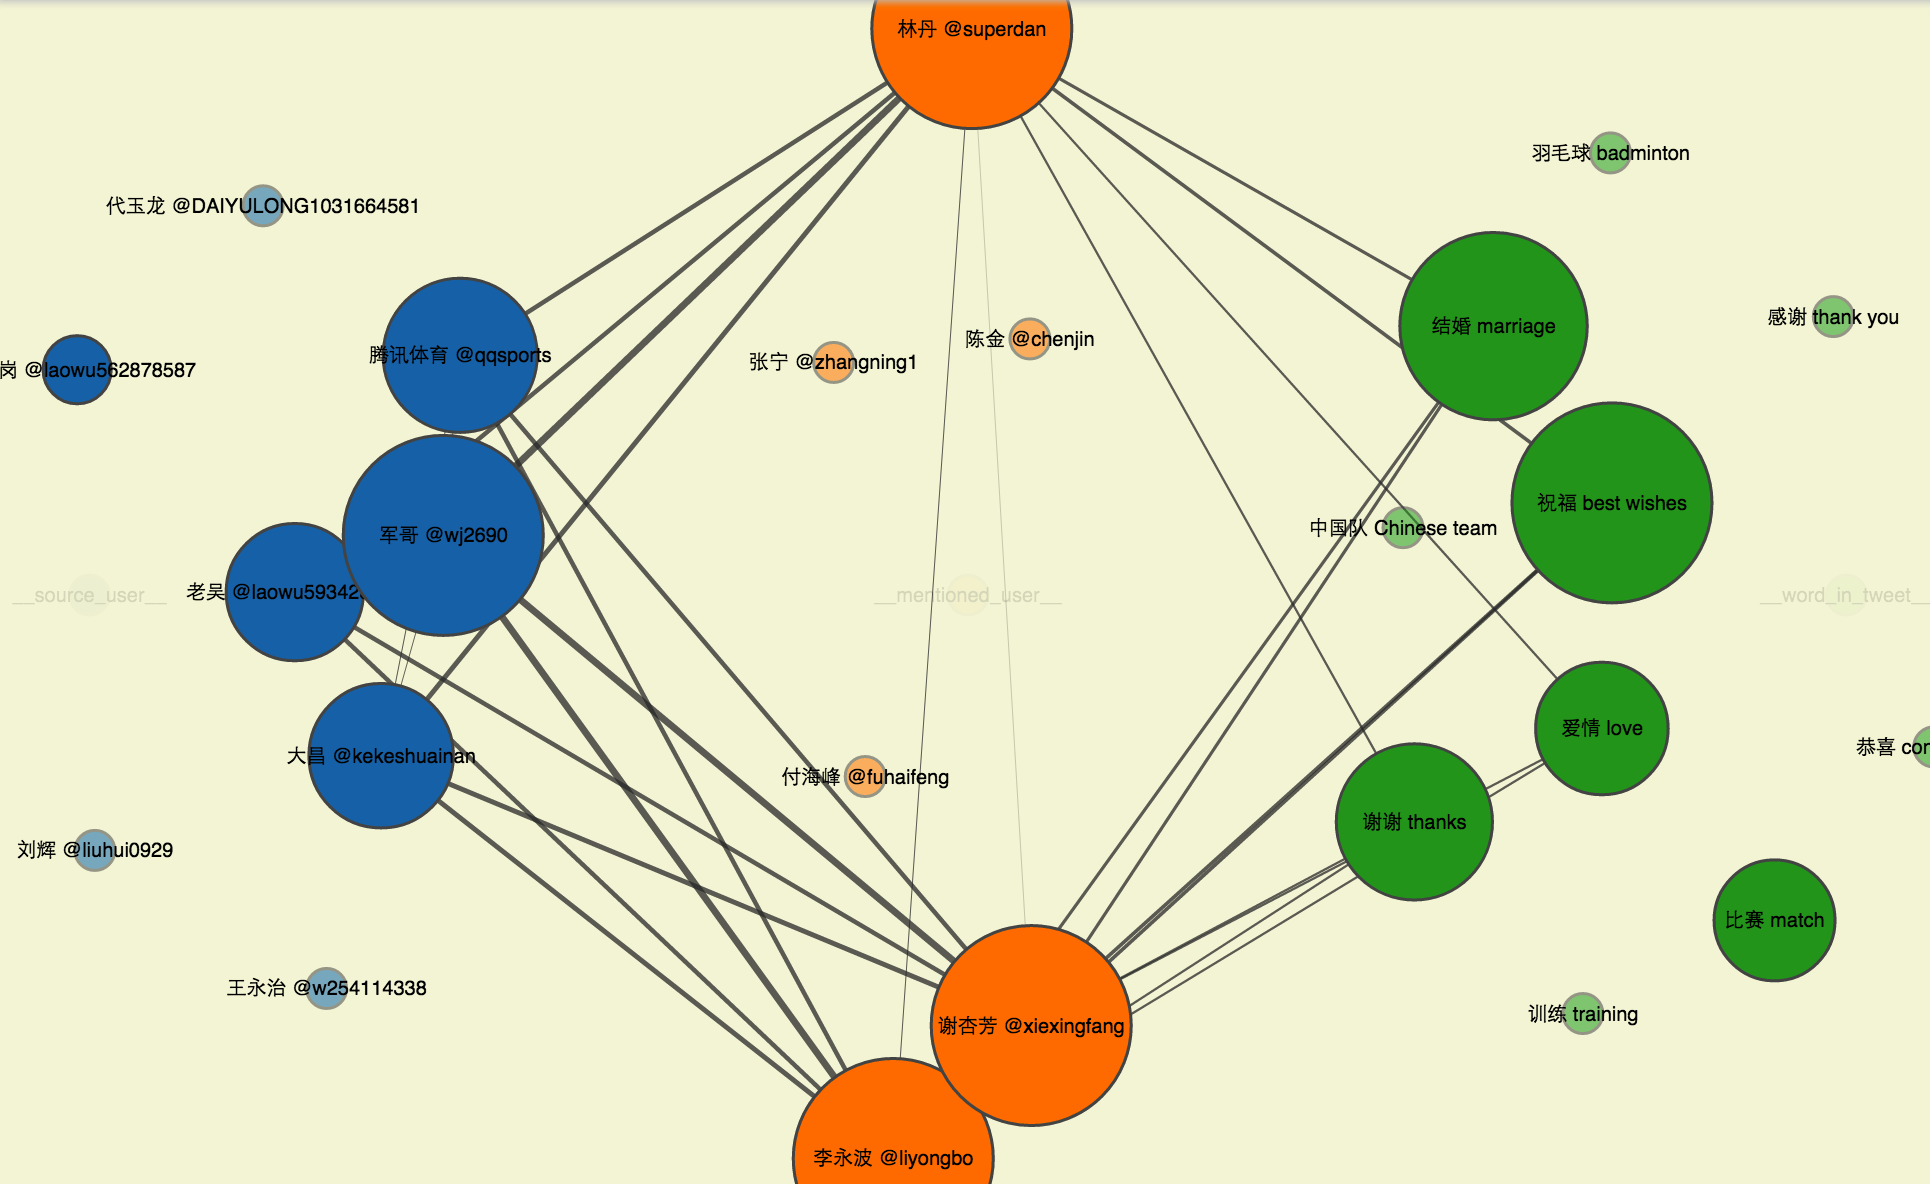 林丹 @superdan
羽毛球 badminton
代玉龙 @DAIYULONG1031664581
感谢 thank you
结婚 marriage
陈金 @chenjin
腾讯体育 @qqsports
张宁 @zhangning1
岗 @laowu562878587
祝福 best wishes
中国队 Chinese team
军哥 @wj2690
老吴 @laowu59342
__source_user__
__mentioned_user__
__word_in_tweet__
爱情 love
恭喜 con
大昌 @kekeshuainan
付海峰 @fuhaifeng
谢谢 thanks
刘辉 @liuhui0929
比赛 match
王永治 @w254114338
训练 training
谢杏芳 @xiexingfang
李永波 @liyongbo